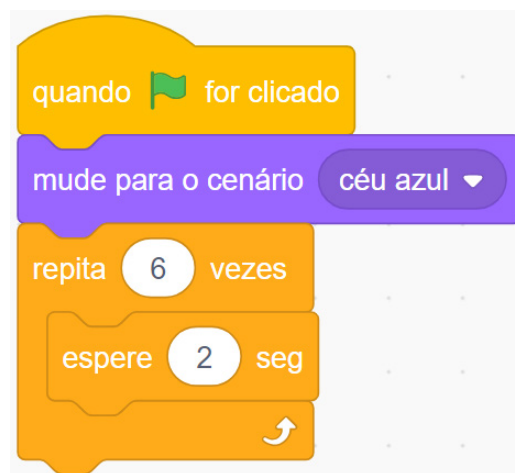 quando for clicado
mude para o cenário céu azul
repita 6 vezes
espere 2 seg